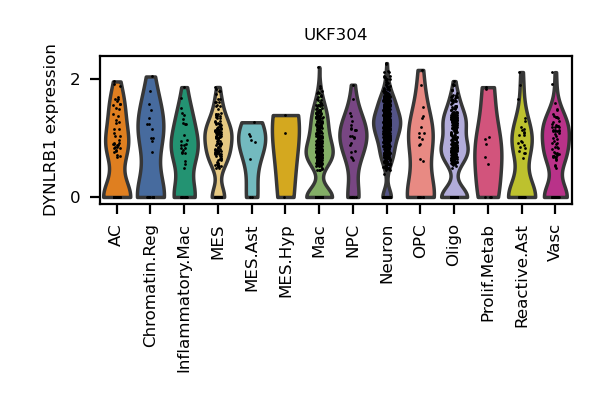 UKF304
DYNLRB1 expression
2
0
AC
Chromatin.Reg
Inflammatory.Mac
MES
MES.Ast
MES.Hyp
Mac
NPC
Neuron
OPC
Oligo
Prolif.Metab
Reactive.Ast
Vasc